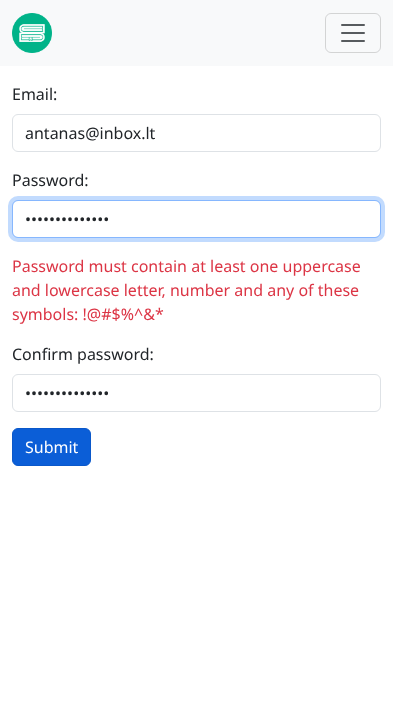 Email:
antanas@inbox.lt
Password:
••••••••••••••
Password must contain at least one uppercase
and lowercase letter, number and any of these
symbols: !@#$%^&*
Confirm password:
••••••••••••••
Submit